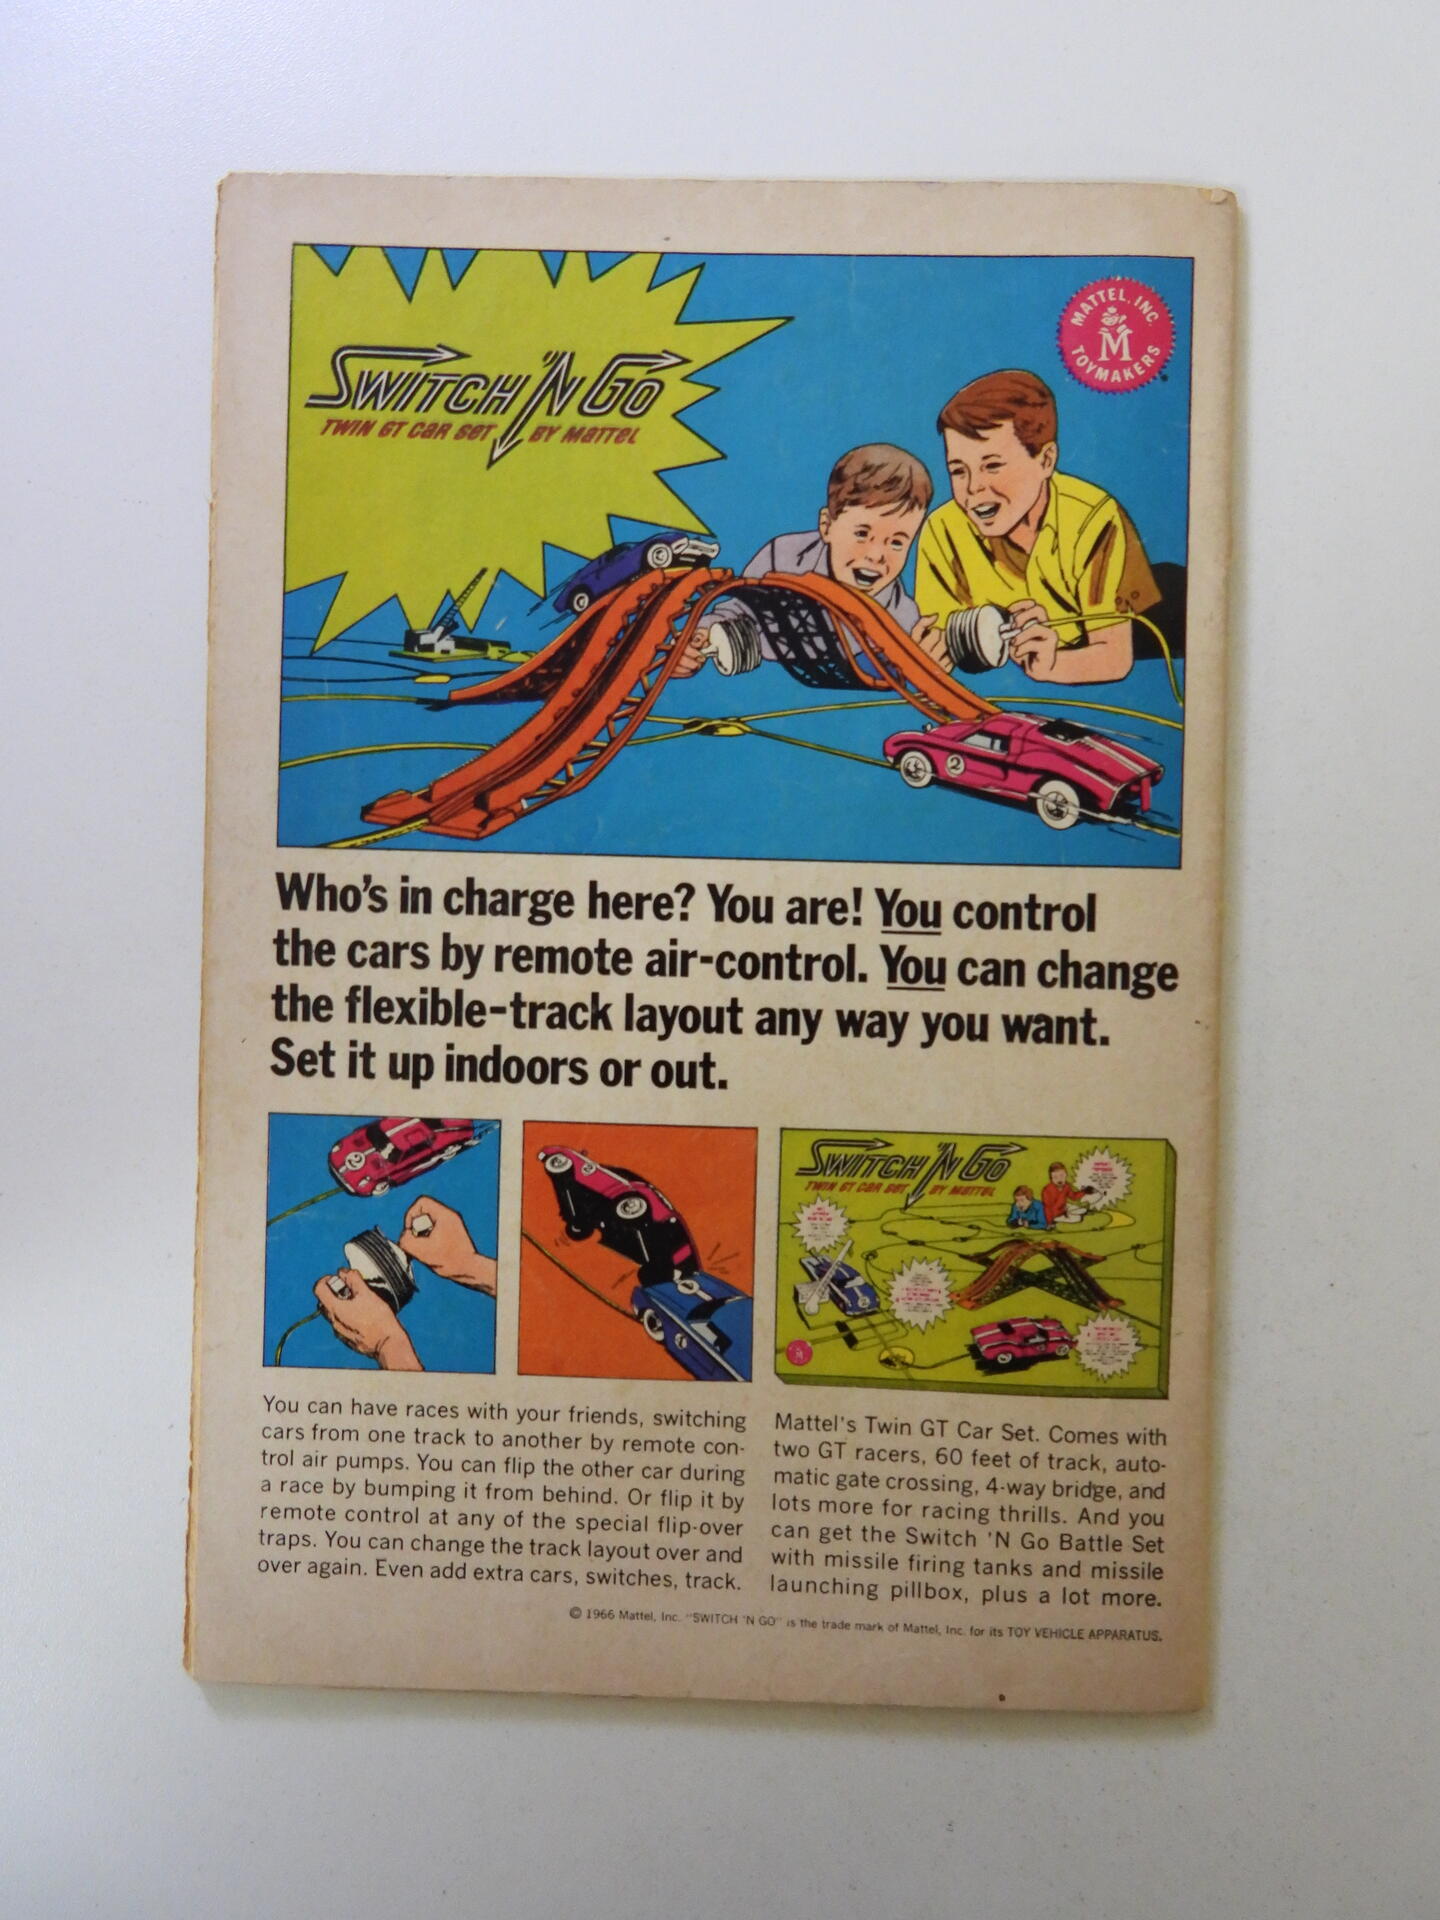 SWITCH 'N GO
TWIN GT CAR SET BY MATTEL
MATTEL, INC.
M
TOYMAKERS
2
Who's in charge here? You are! You control
the cars by remote air-control. You can change
the flexible-track layout any way you want.
Set it up indoors or out.
2
SWITCH 'N GO
TWIN GT CAR SET BY MATTEL
You can have races with your friends, switching
cars from one track to another by remote con-
trol air pumps. You can flip the other car during
a race by bumping it from behind. Or flip it by
remote control at any of the special flip-over
traps. You can change the track layout over and
over again. Even add extra cars, switches, track.
Mattel's Twin GT Car Set. Comes with
two GT racers, 60 feet of track, auto-
matic gate crossing, 4-way bridge, and
lots more for racing thrills. And you
can get the Switch 'N Go Battle Set
with missile firing tanks and missile
launching pillbox, plus a lot more.
© 1966 Mattel, Inc. "SWITCH 'N GO" is the trade mark of Mattel, Inc. for its TOY VEHICLE APPARATUS.